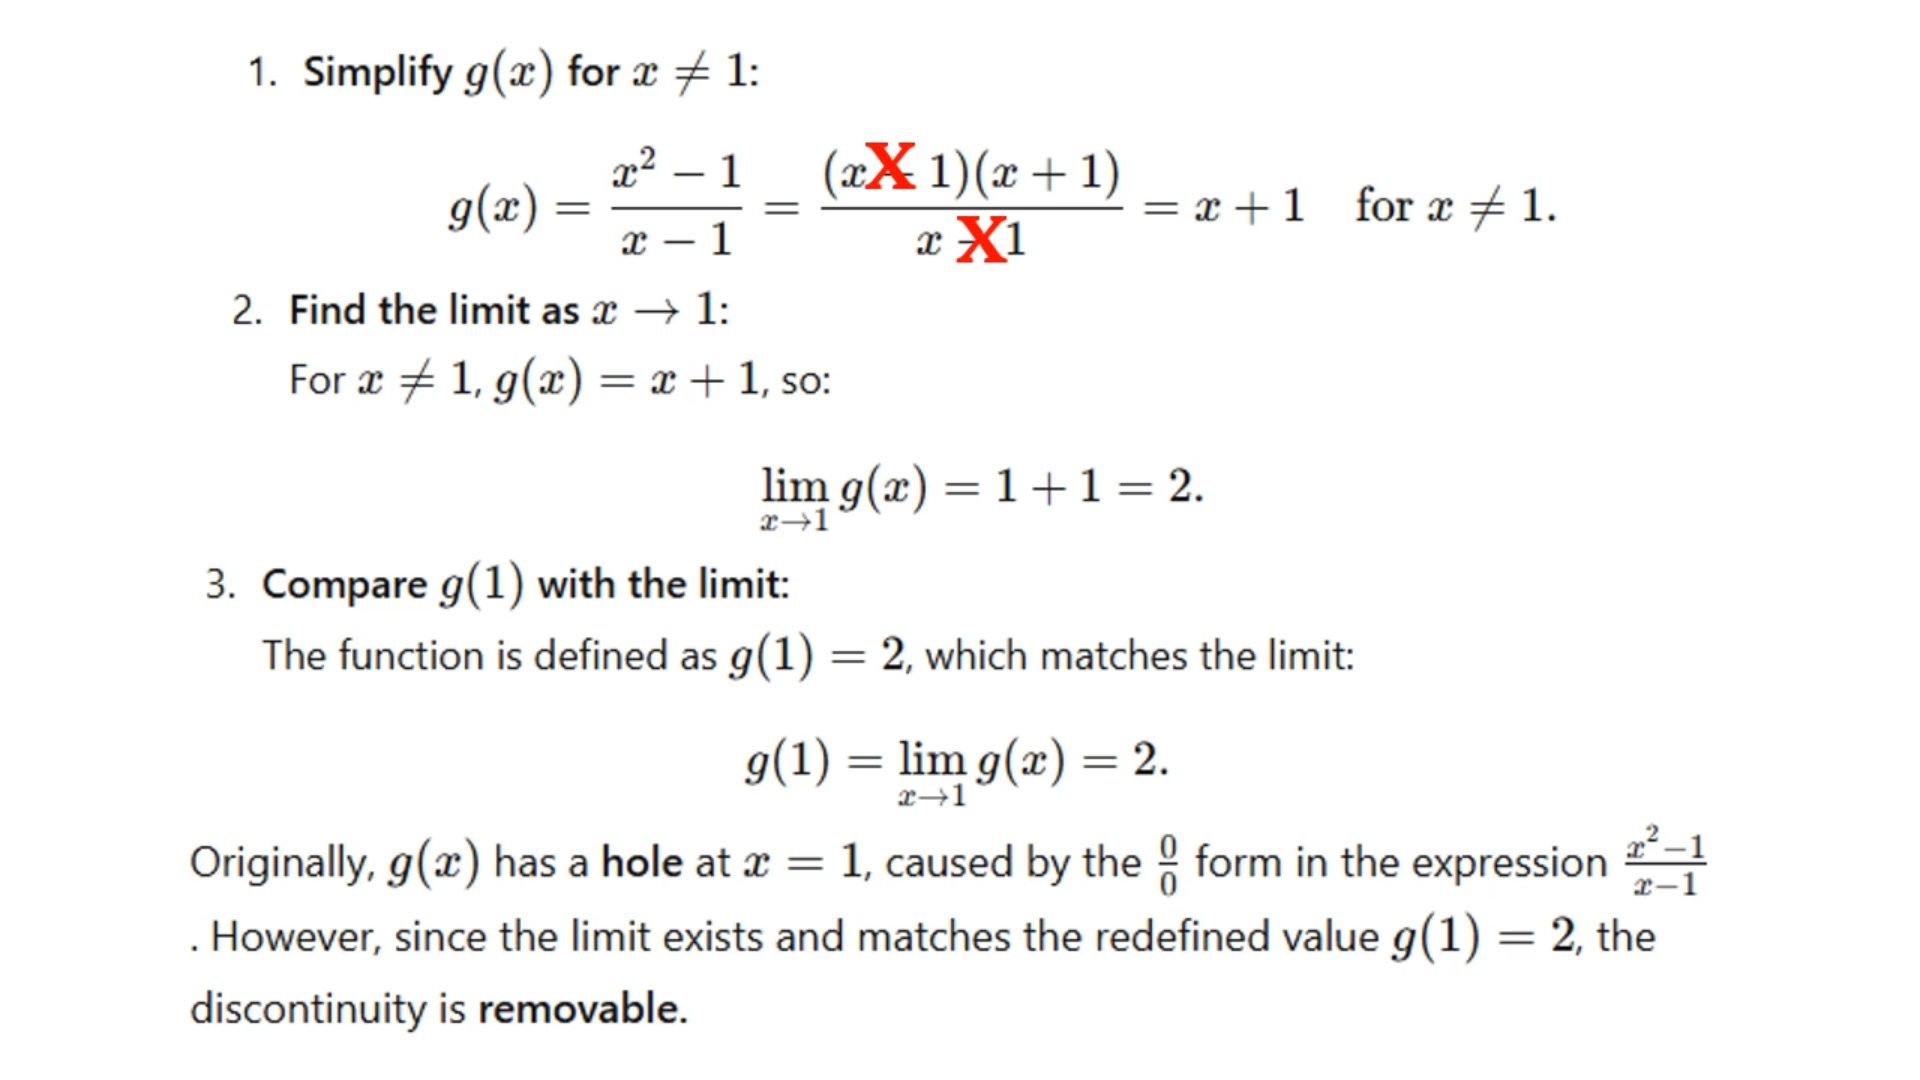 1. Simplify g(x) for x ≠ 1:
g(x) = \frac{x² − 1}{x − 1} = \frac{(x X 1)(x + 1)}{x X 1} = x + 1 for x ≠ 1.
2. Find the limit as x → 1:
For x ≠ 1, g(x) = x + 1, so:
\lim_{x→1} g(x) = 1 + 1 = 2.
3. Compare g(1) with the limit:
The function is defined as g(1) = 2, which matches the limit:
g(1) = \lim_{x→1} g(x) = 2.
Originally, g(x) has a hole at x = 1, caused by the \frac{0}{0} form in the expression \frac{x²−1}{x−1}
. However, since the limit exists and matches the redefined value g(1) = 2, the
discontinuity is removable.